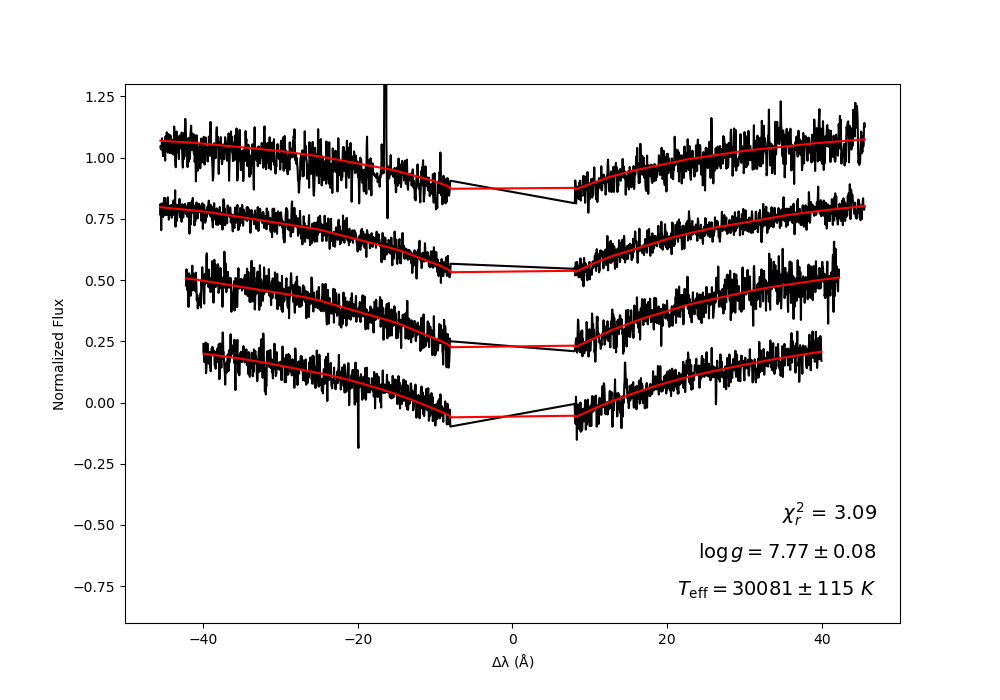 1.25
1.00
0.75
0.50
0.25
0.00
−0.25
−0.50
−0.75
Normalized Flux
χ²ᵣ = 3.09
log g = 7.77 ± 0.08
T_eff = 30081 ± 115 K
−40
−20
0
20
40
Δλ (Å)